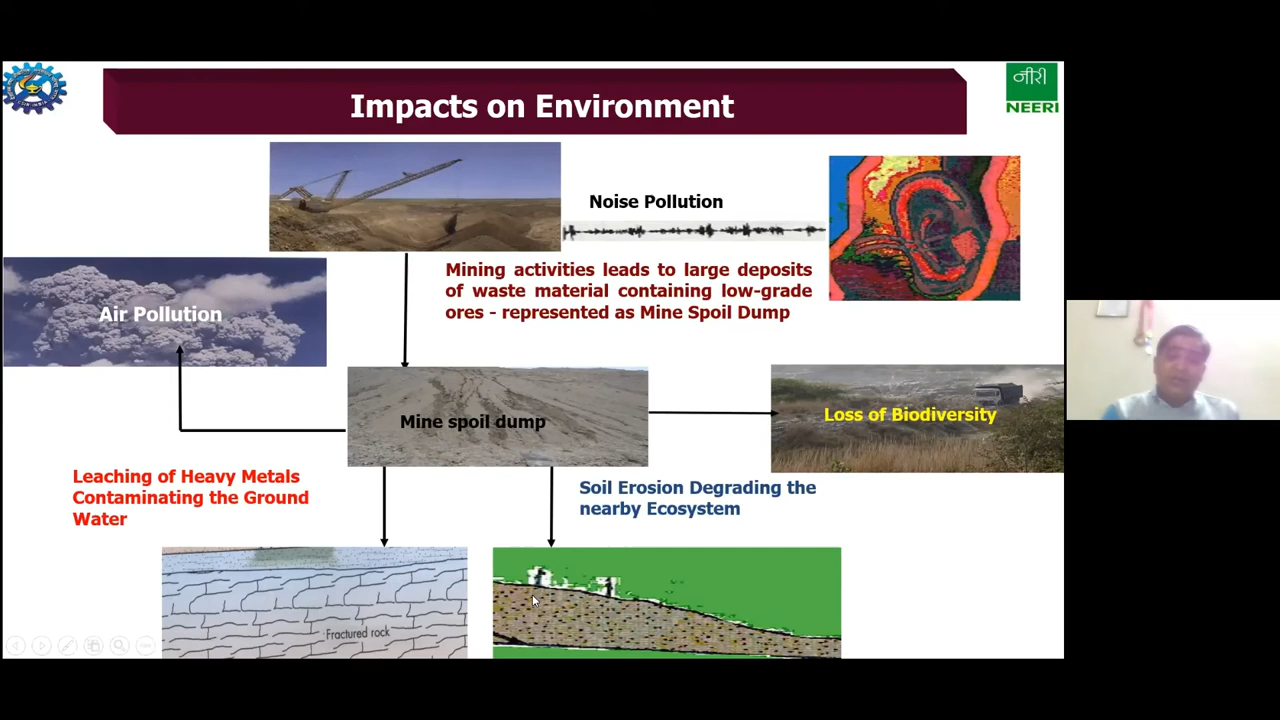 Impacts on Environment
नीरी
NEERI
Noise Pollution
Mining activities leads to large deposits
of waste material containing low-grade
ores - represented as Mine Spoil Dump
Air Pollution
Mine spoil dump
Loss of Biodiversity
Leaching of Heavy Metals
Contaminating the Ground
Water
Soil Erosion Degrading the
nearby Ecosystem
Fractured rock